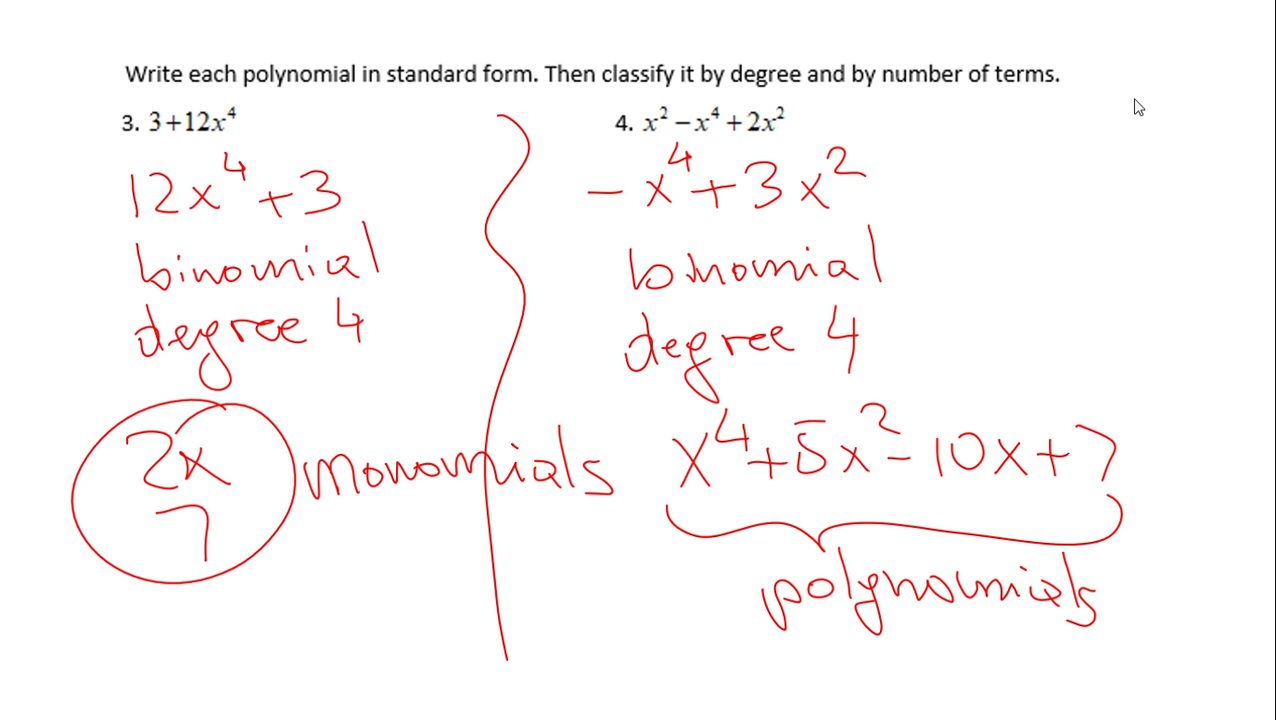 Write each polynomial in standard form. Then classify it by degree and by number of terms.
3. 3+12x⁴
12x⁴+3
binomial
degree 4
4. x²−x⁴+2x²
−x⁴+3x²
binomial
degree 4
2x
7
monomials
x⁴+5x²−10x+7
polynomials